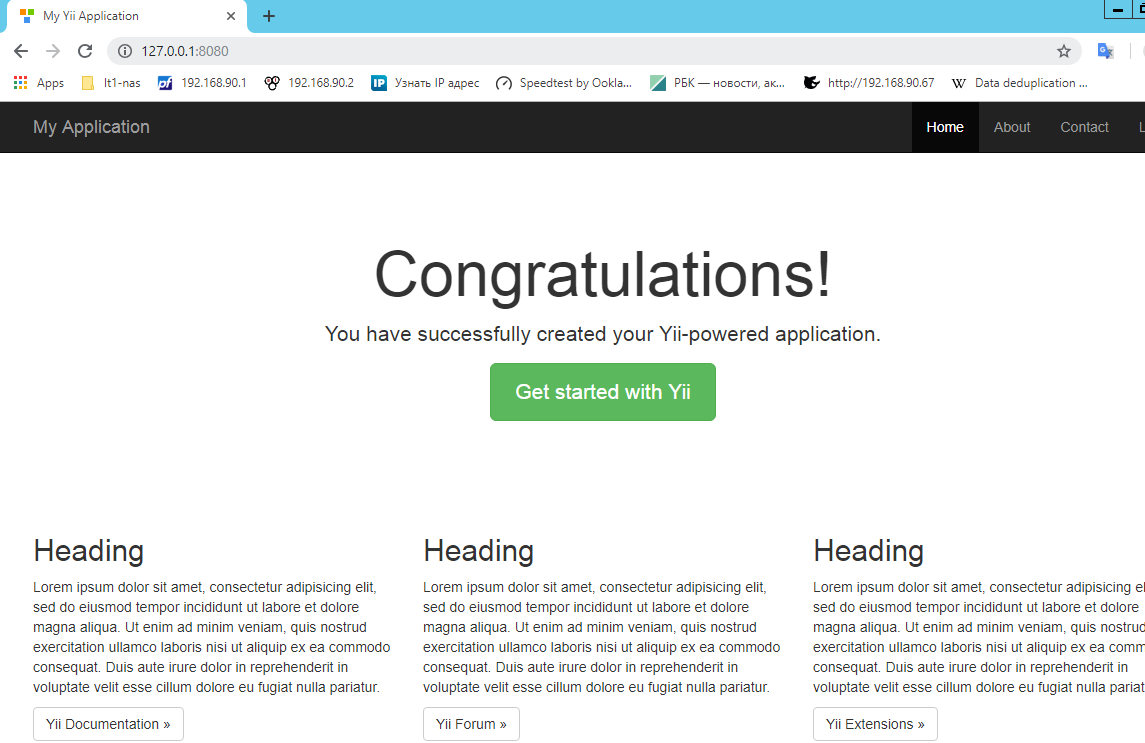 My Yii Application
127.0.0.1:8080
Apps lt1-nas pf 192.168.90.1 192.168.90.2 IP Узнать IP адрес Speedtest by Ookla... РБК — новости, ак... http://192.168.90.67 W Data deduplication ...
My Application Home About Contact L
Congratulations!
You have successfully created your Yii-powered application.
Get started with Yii
Heading
Lorem ipsum dolor sit amet, consectetur adipisicing elit,
sed do eiusmod tempor incididunt ut labore et dolore
magna aliqua. Ut enim ad minim veniam, quis nostrud
exercitation ullamco laboris nisi ut aliquip ex ea commodo
consequat. Duis aute irure dolor in reprehenderit in
voluptate velit esse cillum dolore eu fugiat nulla pariatur.
Yii Documentation »
Heading
Lorem ipsum dolor sit amet, consectetur adipisicing elit,
sed do eiusmod tempor incididunt ut labore et dolore
magna aliqua. Ut enim ad minim veniam, quis nostrud
exercitation ullamco laboris nisi ut aliquip ex ea commodo
consequat. Duis aute irure dolor in reprehenderit in
voluptate velit esse cillum dolore eu fugiat nulla pariatur.
Yii Forum »
Heading
Lorem ipsum dolor sit amet, consectetur adipisicing el
sed do eiusmod tempor incididunt ut labore et dolore
magna aliqua. Ut enim ad minim veniam, quis nostrud
exercitation ullamco laboris nisi ut aliquip ex ea comm
consequat. Duis aute irure dolor in reprehenderit in
voluptate velit esse cillum dolore eu fugiat nulla pariat
Yii Extensions »